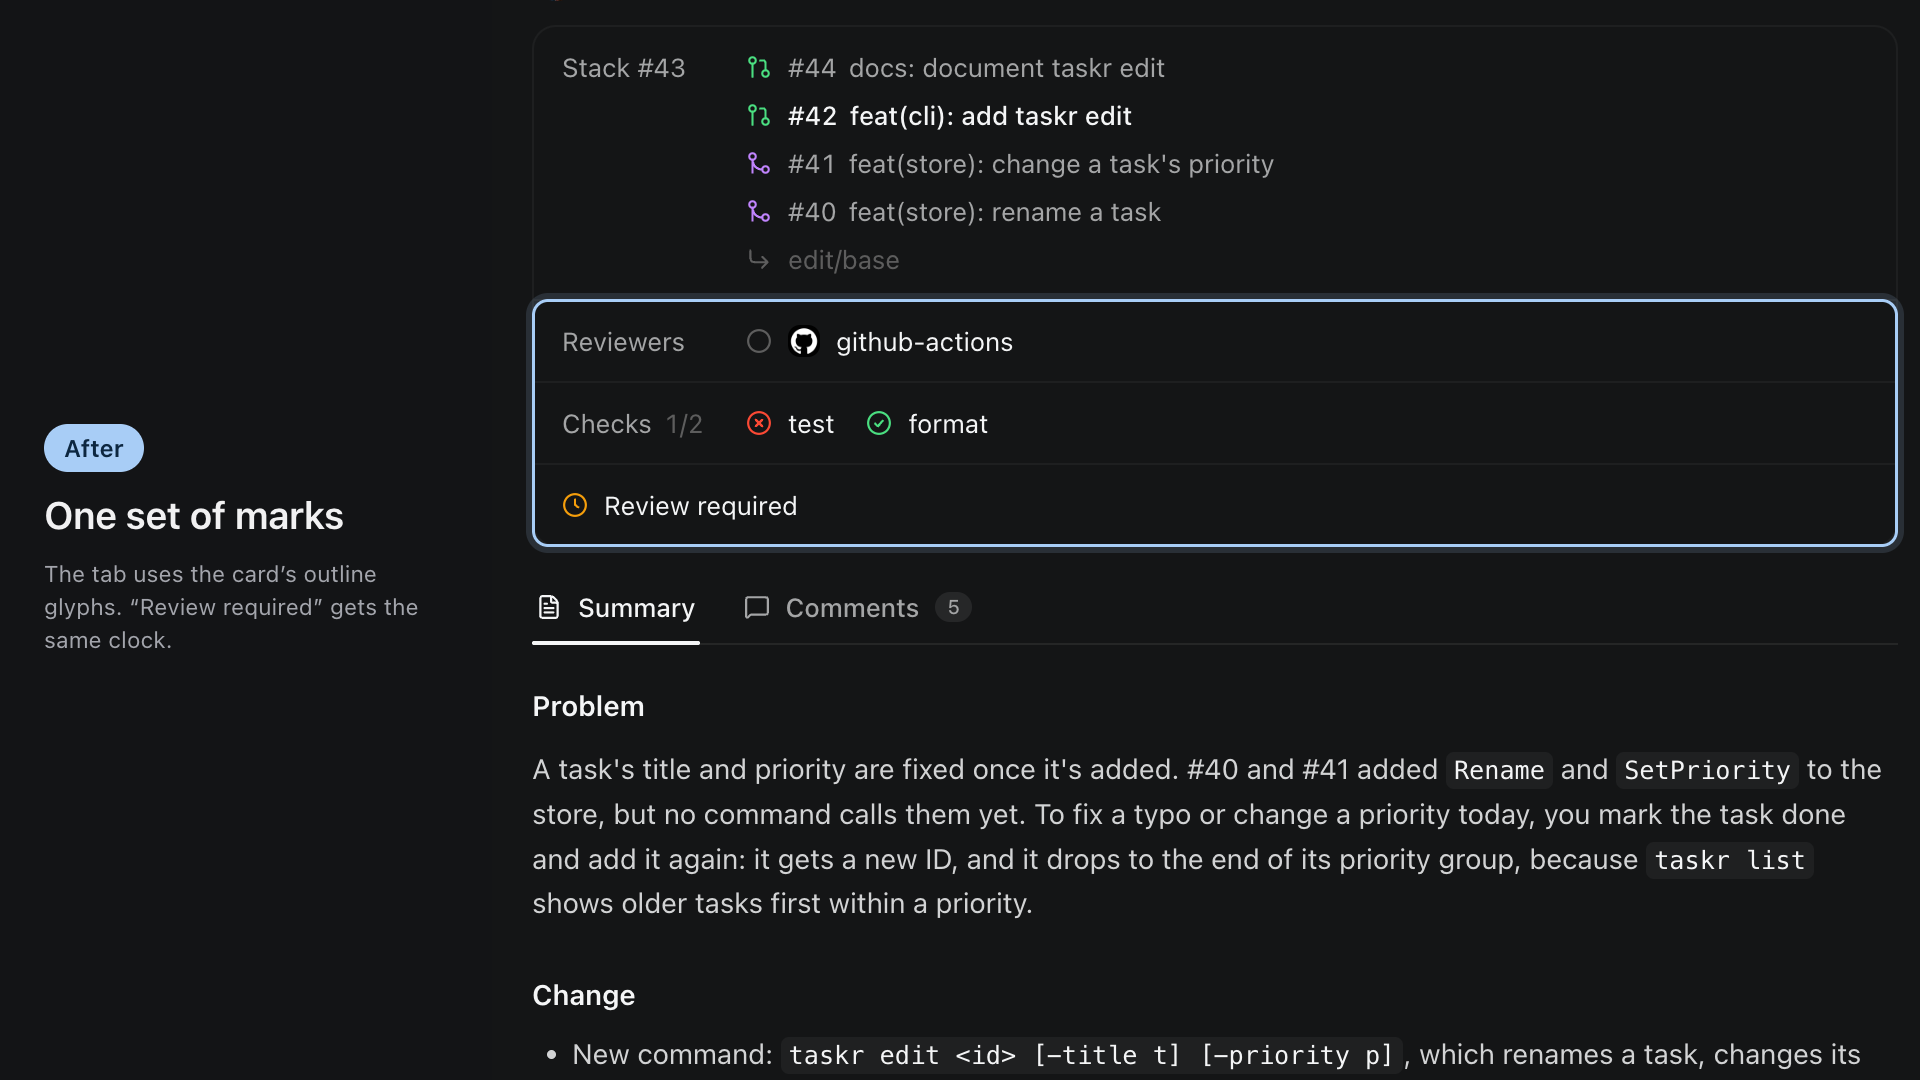 After
One set of marks
The tab uses the card’s outline
glyphs. “Review required” gets the
same clock.
Stack #43
#44 docs: document taskr edit
#42 feat(cli): add taskr edit
#41 feat(store): change a task's priority
#40 feat(store): rename a task
edit/base
Reviewers github-actions
Checks 1/2 test format
Review required
Summary Comments 5
Problem
A task's title and priority are fixed once it's added. #40 and #41 added Rename and SetPriority to the
store, but no command calls them yet. To fix a typo or change a priority today, you mark the task done
and add it again: it gets a new ID, and it drops to the end of its priority group, because taskr list
shows older tasks first within a priority.
Change
• New command: taskr edit <id> [-title t] [-priority p], which renames a task, changes its